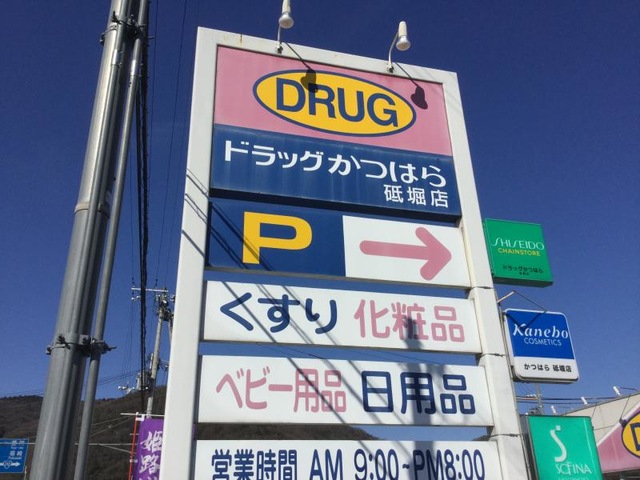 DRUG
ドラッグかつはら
砥堀店
P
くすり 化粧品
ベビー用品 日用品
営業時間 AM 9:00~PM8:00
SHISEIDO
CHAINSTORE
ドラッグかつはら
Kanebo
COSMETICS
かつはら 砥堀店
S
SOFINA
姫路